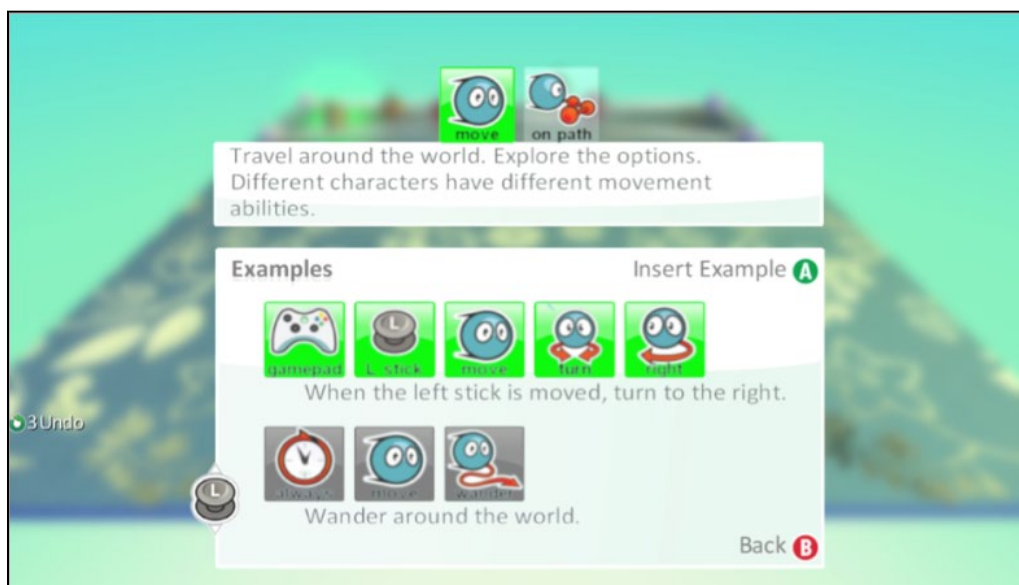 move on path
Travel around the world. Explore the options.
Different characters have different movement
abilities.
Examples Insert Example A
L
gamepad L stick move turn right
When the left stick is moved, turn to the right.
3 Undo
always move wander
L
Wander around the world.
Back B